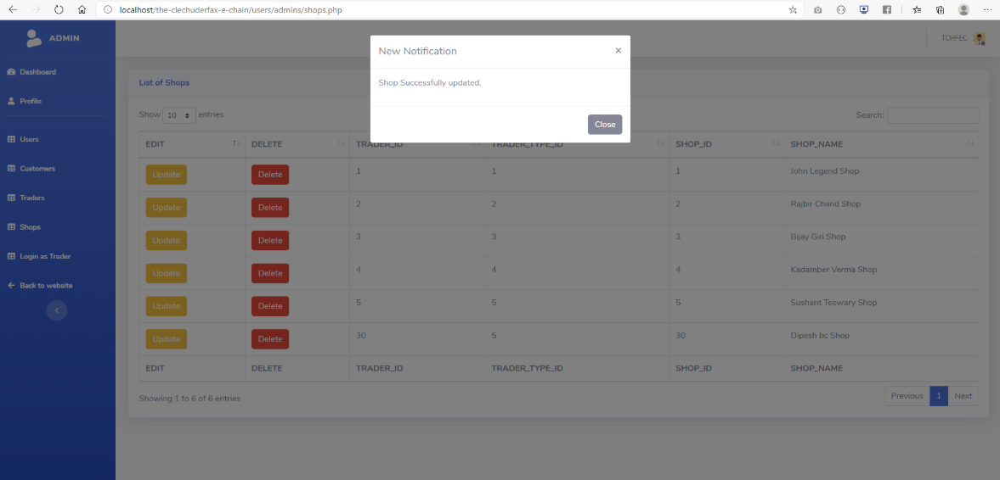 localhost/the-clechuderfax-e-chain/users/admins/shops.php
ADMIN
TCHFEC
Dashboard
Profile
Users
Customers
Traders
Shops
Login as Trader
Back to website
New Notification ×
Shop Successfully updated.
Close
List of Shops
Show 10 entries Search:
EDIT DELETE TRADER_ID TRADER_TYPE_ID SHOP_ID SHOP_NAME
Update Delete 1 1 1 John Legend Shop
Update Delete 2 2 2 Rajbir Chand Shop
Update Delete 3 3 3 Bijay Giri Shop
Update Delete 4 4 4 Kadamber Verma Shop
Update Delete 5 5 5 Sushant Teewary Shop
Update Delete 30 5 30 Dipesh bc Shop
EDIT DELETE TRADER_ID TRADER_TYPE_ID SHOP_ID SHOP_NAME
Showing 1 to 6 of 6 entries Previous 1 Next